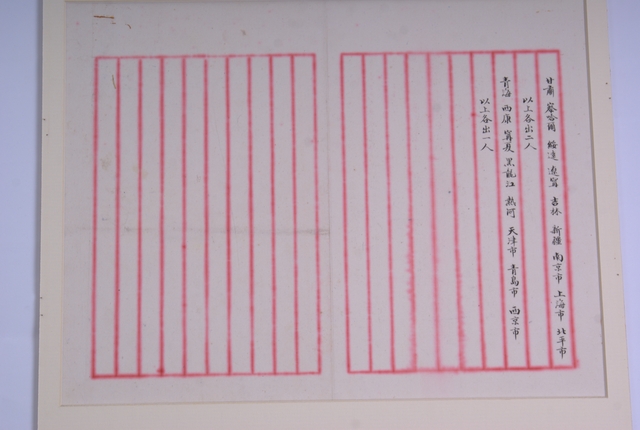 甘肅 察哈爾 綏遠 遼寧 吉林 新疆 南京市 上海市 北平市
以上各出二人
青海 西康 寧夏 黑龍江 熱河 天津市 青島市 西京市
以上各出一人